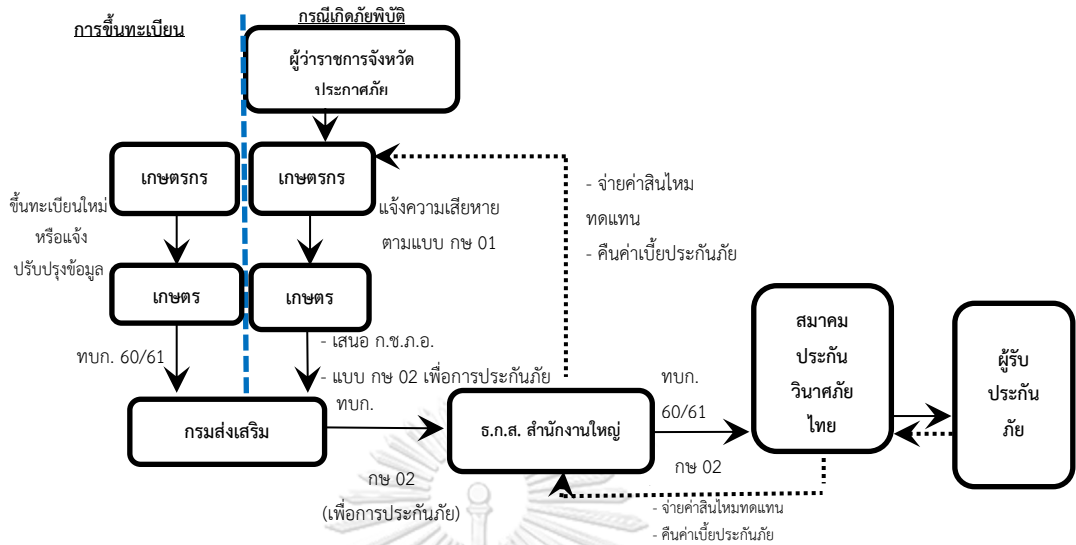 การขึ้นทะเบียน
กรณีเกิดภัยพิบัติ
ผู้ว่าราชการจังหวัด
ประกาศภัย
เกษตรกร
เกษตรกร
ขึ้นทะเบียนใหม่
หรือแจ้ง
ปรับปรุงข้อมูล
แจ้งความเสียหาย
ตามแบบ กษ 01
- จ่ายค่าสินไหม
ทดแทน
- คืนค่าเบี้ยประกันภัย
เกษตร
เกษตร
ทบก. 60/61
- เสนอ ก.ช.ภ.อ.
- แบบ กษ 02 เพื่อการประกันภัย
ทบก.
กรมส่งเสริม
กษ 02
(เพื่อการประกันภัย)
ธ.ก.ส. สำนักงานใหญ่
ทบก.
60/61
กษ 02
สมาคม
ประกัน
วินาศภัย
ไทย
ผู้รับ
ประกัน
ภัย
- จ่ายค่าสินไหมทดแทน
- คืนค่าเบี้ยประกันภัย